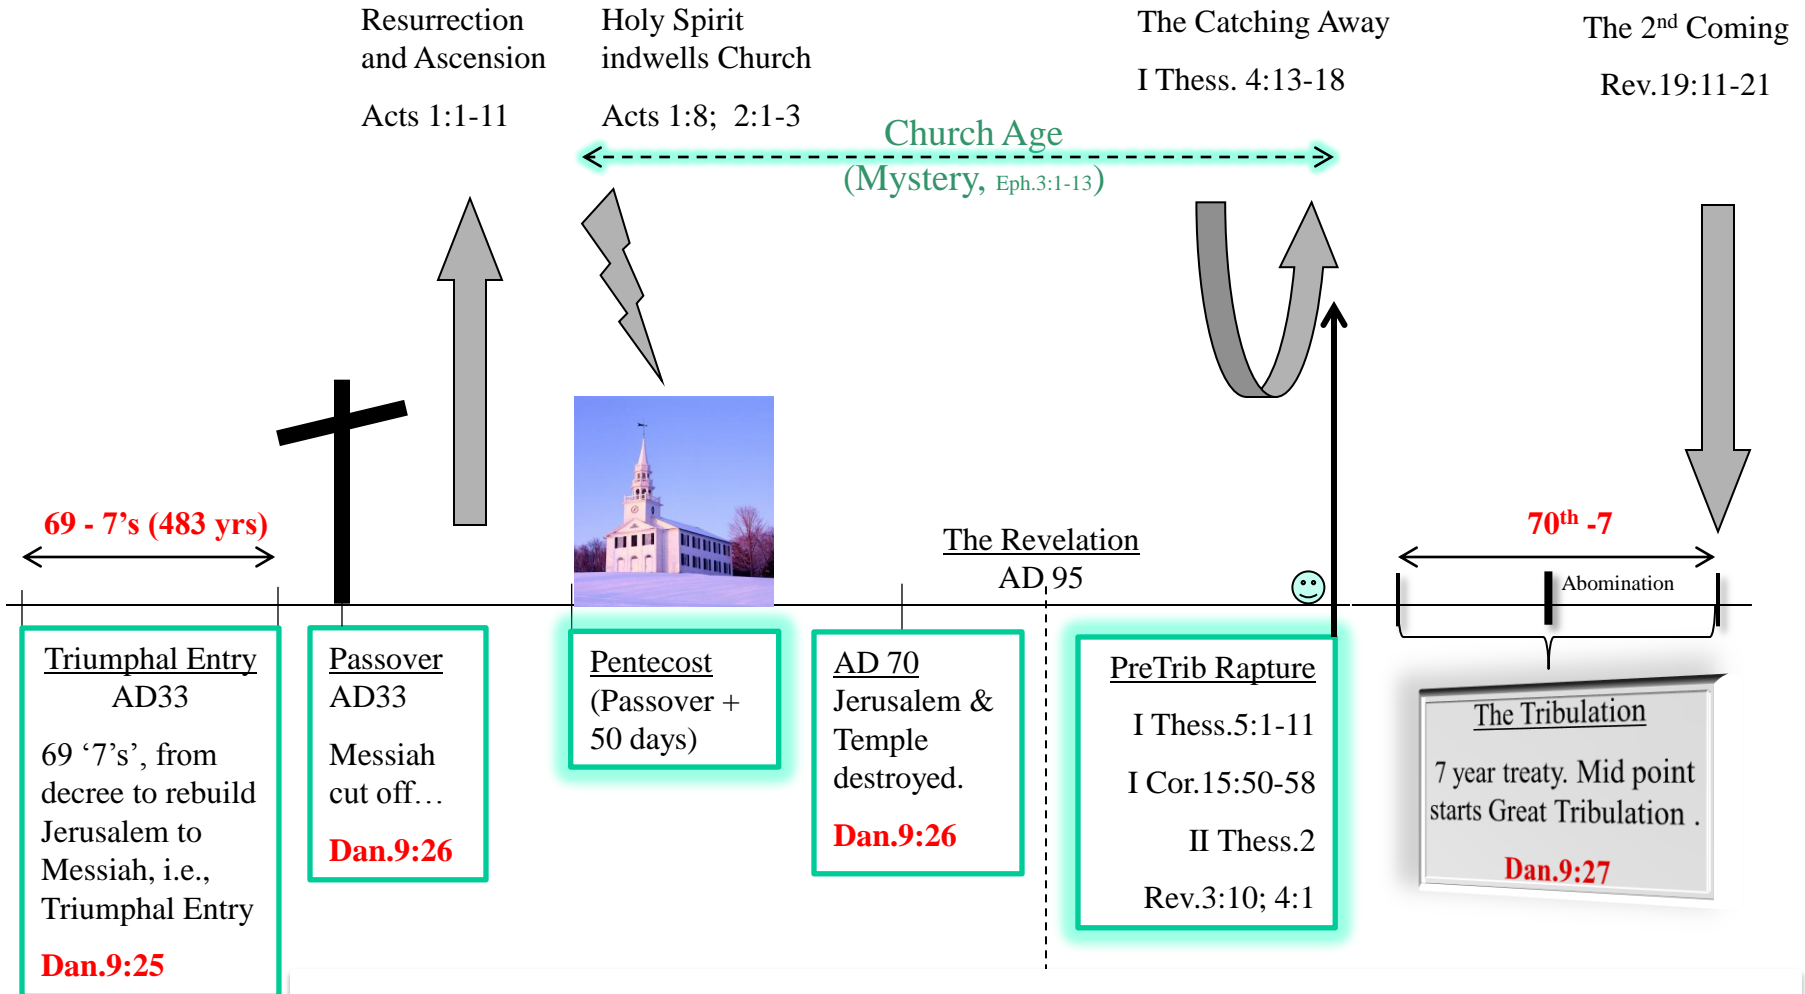 Resurrection
and Ascension
Acts 1:1-11
Holy Spirit
indwells Church
Acts 1:8; 2:1-3
The Catching Away
I Thess. 4:13-18
The 2nd Coming
Rev.19:11-21
Church Age
(Mystery, Eph.3:1-13)
69 - 7’s (483 yrs)
The Revelation
AD 95
70th -7
Abomination
Triumphal Entry
AD33
69 ‘7’s’, from
decree to rebuild
Jerusalem to
Messiah, i.e.,
Triumphal Entry
Dan.9:25
Passover
AD33
Messiah
cut off…
Dan.9:26
Pentecost
(Passover +
50 days)
AD 70
Jerusalem &
Temple
destroyed.
Dan.9:26
PreTrib Rapture
I Thess.5:1-11
I Cor.15:50-58
II Thess.2
Rev.3:10; 4:1
The Tribulation
7 year treaty. Mid point
starts Great Tribulation .
Dan.9:27